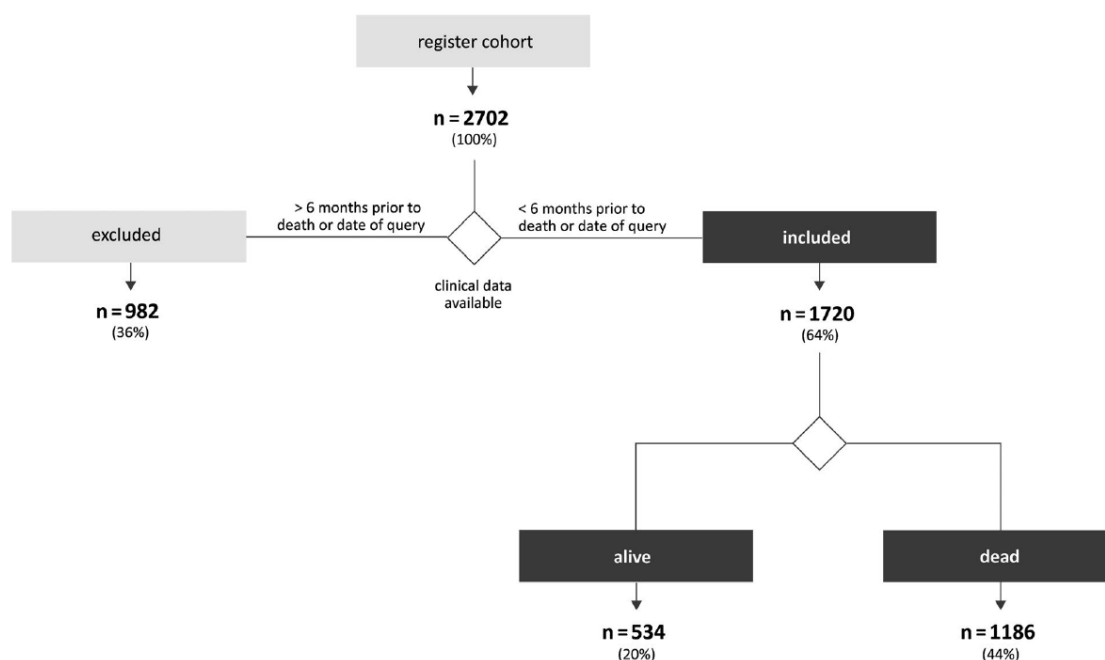 register cohort
n = 2702
(100%)
> 6 months prior to
death or date of query
< 6 months prior to
death or date of query
excluded
included
clinical data
available
n = 982
(36%)
n = 1720
(64%)
alive
dead
n = 534
(20%)
n = 1186
(44%)